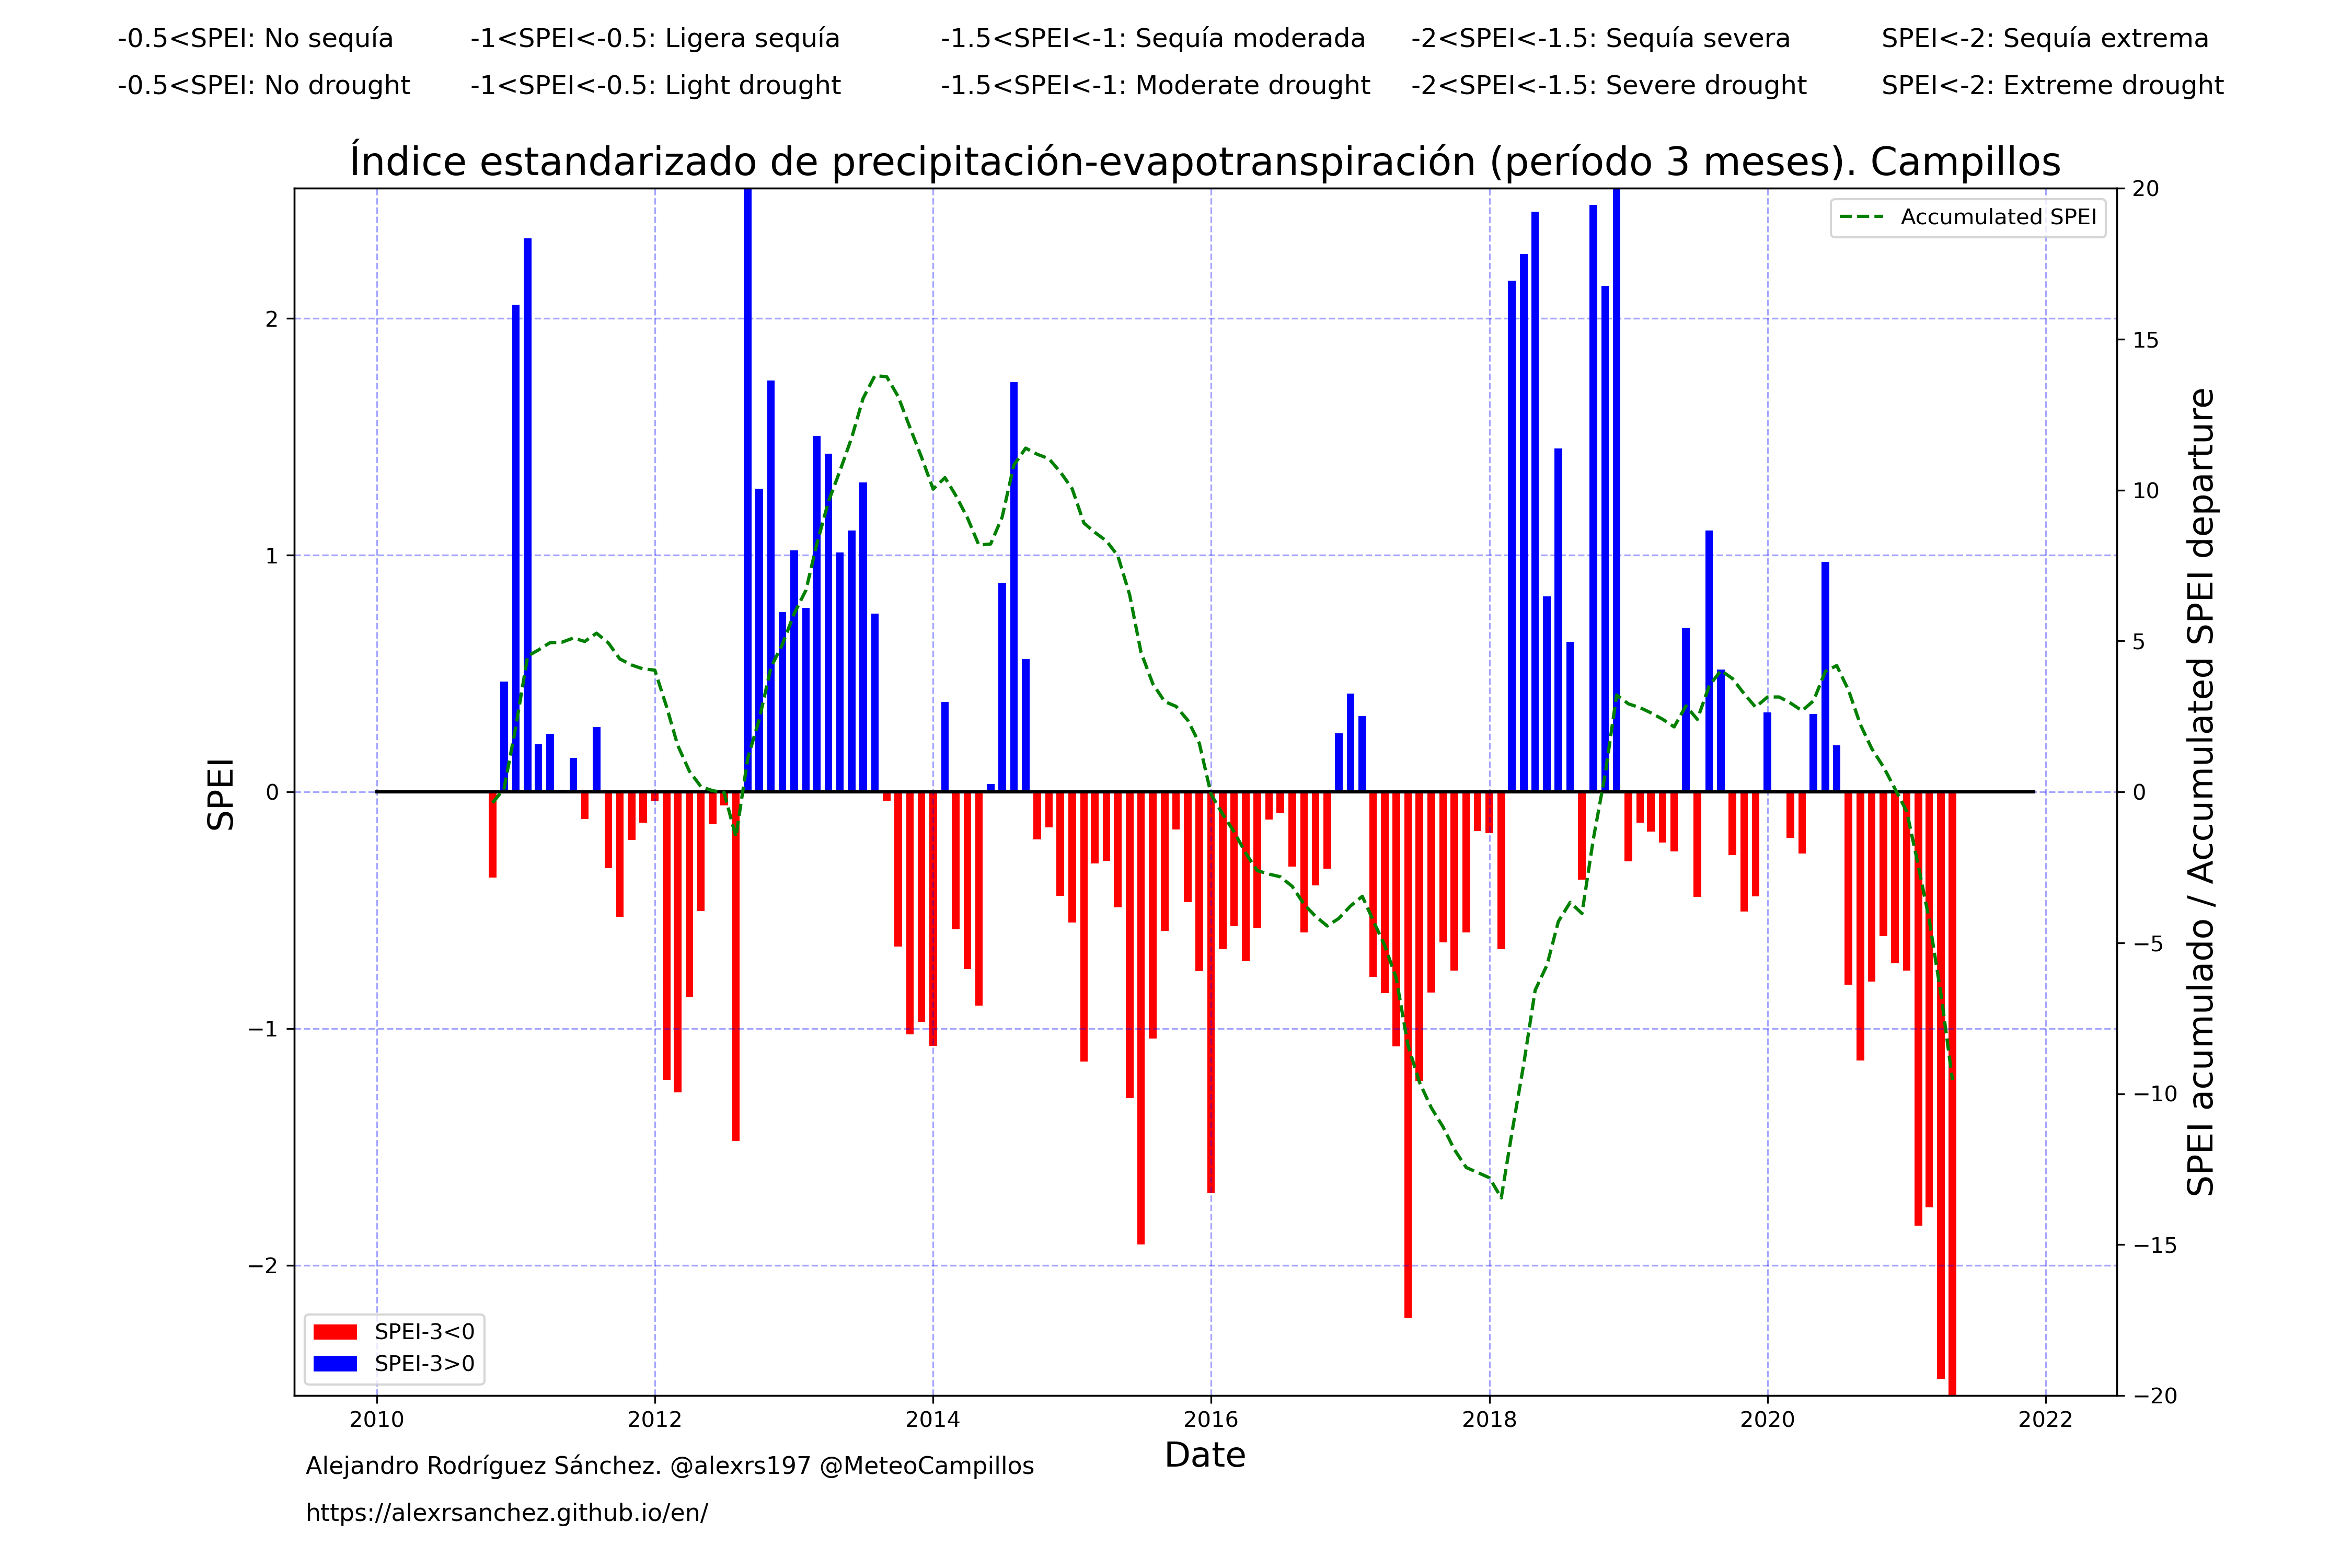 -0.5<SPEI: No sequía -1<SPEI<-0.5: Ligera sequía -1.5<SPEI<-1: Sequía moderada -2<SPEI<-1.5: Sequía severa SPEI<-2: Sequía extrema
-0.5<SPEI: No drought -1<SPEI<-0.5: Light drought -1.5<SPEI<-1: Moderate drought -2<SPEI<-1.5: Severe drought SPEI<-2: Extreme drought
Índice estandarizado de precipitación-evapotranspiración (período 3 meses). Campillos
Accumulated SPEI
SPEI
2
1
0
−1
−2
20
15
10
5
0
−5
−10
−15
−20
SPEI acumulado / Accumulated SPEI departure
SPEI-3<0
SPEI-3>0
2010 2012 2014 2016 2018 2020 2022
Date
Alejandro Rodríguez Sánchez. @alexrs197 @MeteoCampillos
https://alexrsanchez.github.io/en/